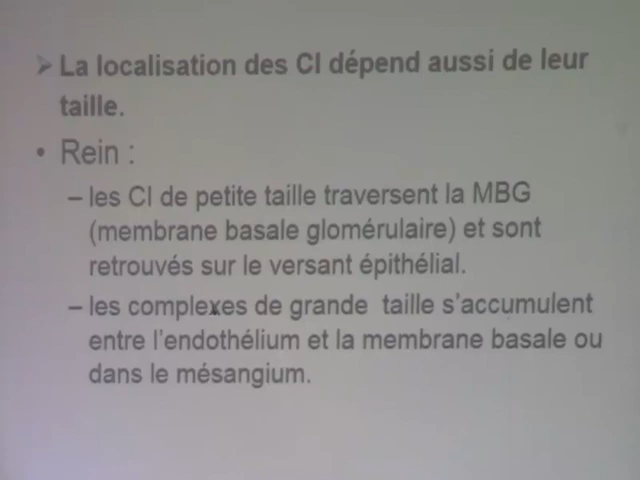 ➢ La localisation des CI dépend aussi de leur
taille.
• Rein :
– les CI de petite taille traversent la MBG
(membrane basale glomérulaire) et sont
retrouvés sur le versant épithélial.
– les complexes de grande taille s'accumulent
entre l'endothélium et la membrane basale ou
dans le mésangium.